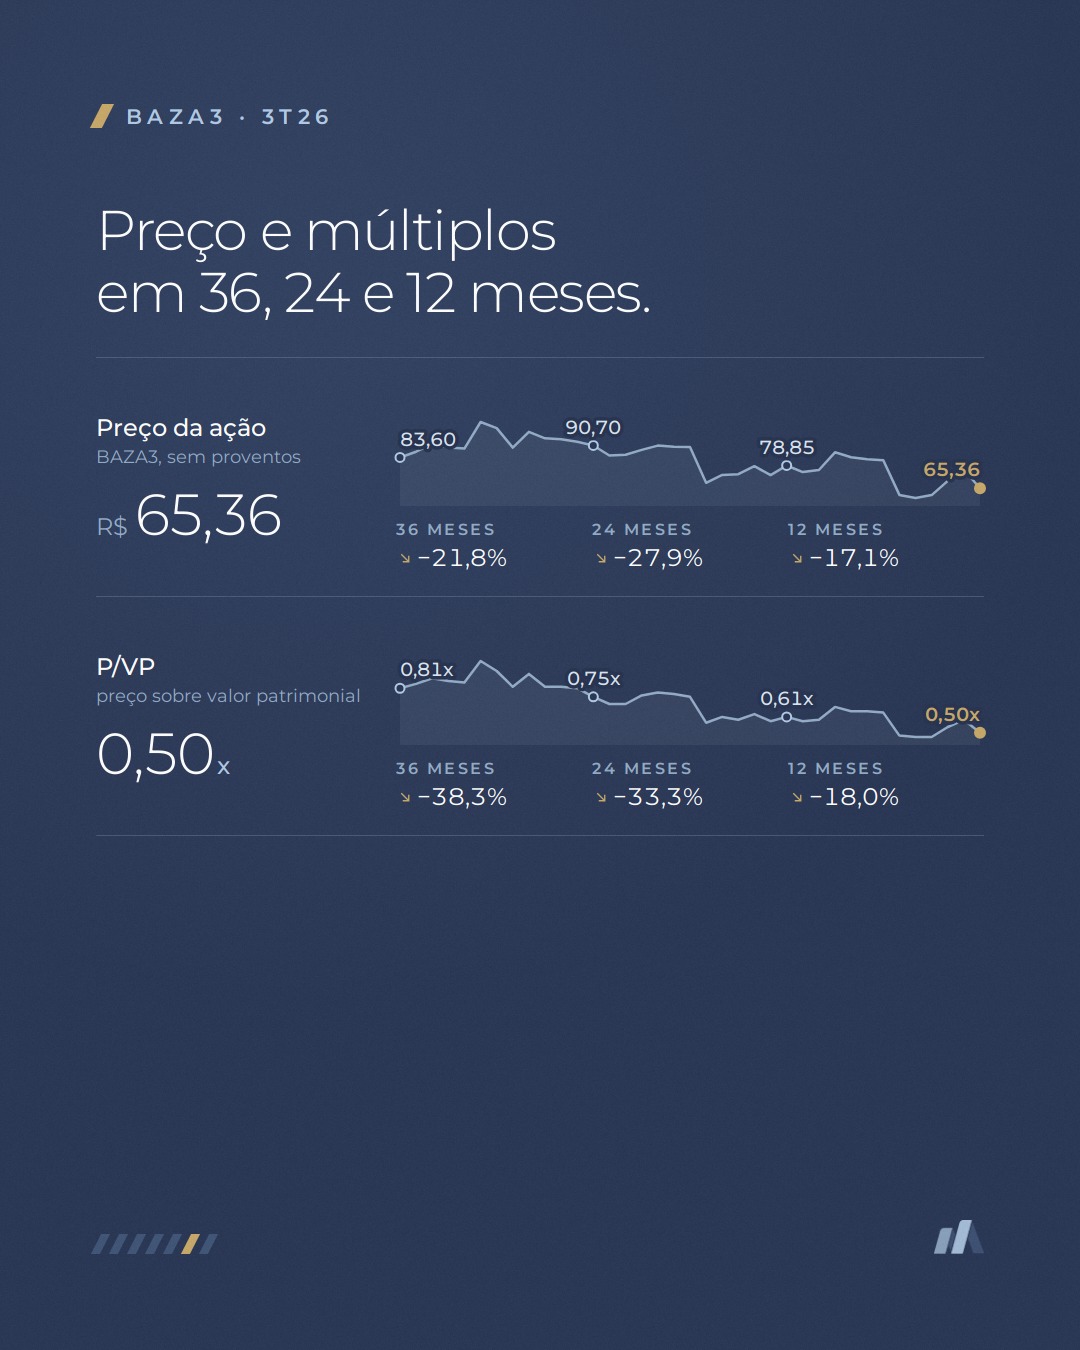 BAZA3 · 3T26
Preço e múltiplos
em 36, 24 e 12 meses.
Preço da ação
BAZA3, sem proventos
R$ 65,36
83,60
90,70
78,85
65,36
36 MESES
24 MESES
12 MESES
↘ −21,8%
↘ −27,9%
↘ −17,1%
P/VP
preço sobre valor patrimonial
0,50x
0,81x
0,75x
0,61x
0,50x
36 MESES
24 MESES
12 MESES
↘ −38,3%
↘ −33,3%
↘ −18,0%